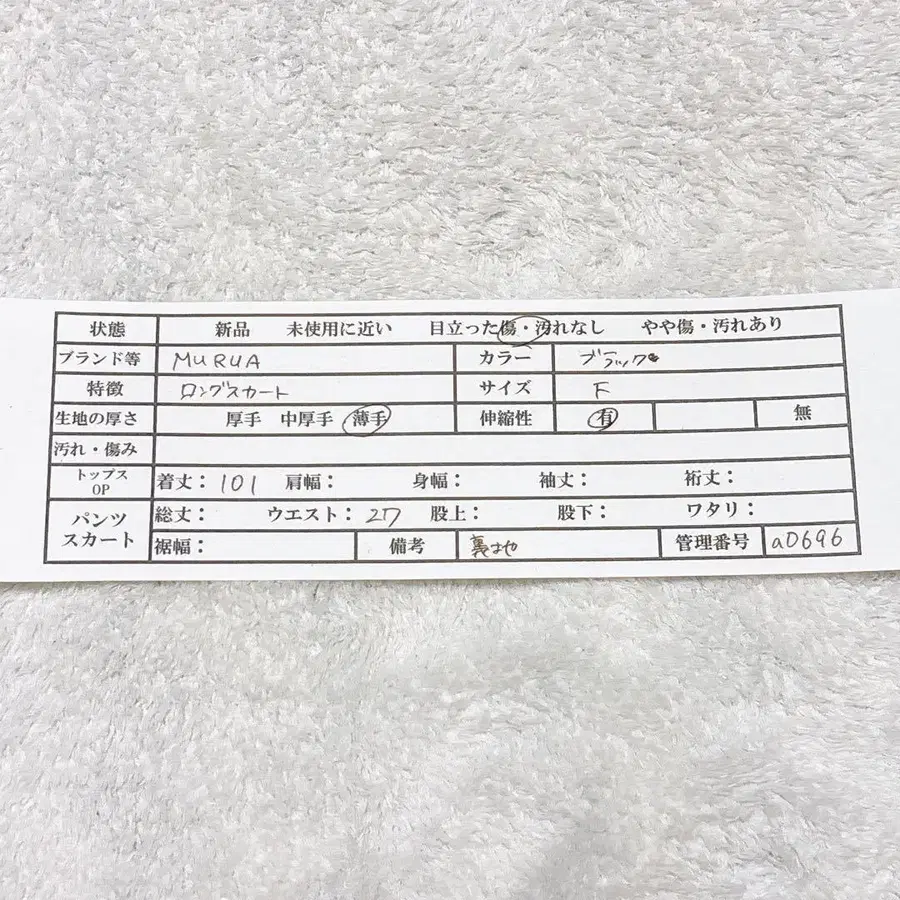 状態 新品 未使用に近い 目立った傷・汚れなし やや傷・汚れあり
ブランド等 MURUA カラー ブラック
特徴 ロングスカート サイズ F
生地の厚さ 厚手 中厚手 薄手 伸縮性 有 無
汚れ・傷み
トップス OP 着丈： 101 肩幅： 身幅： 袖丈： 裄丈：
パンツ スカート 総丈： ウエスト： 27 股上： 股下： ワタリ：
裾幅： 備考 裏地 管理番号 a0696